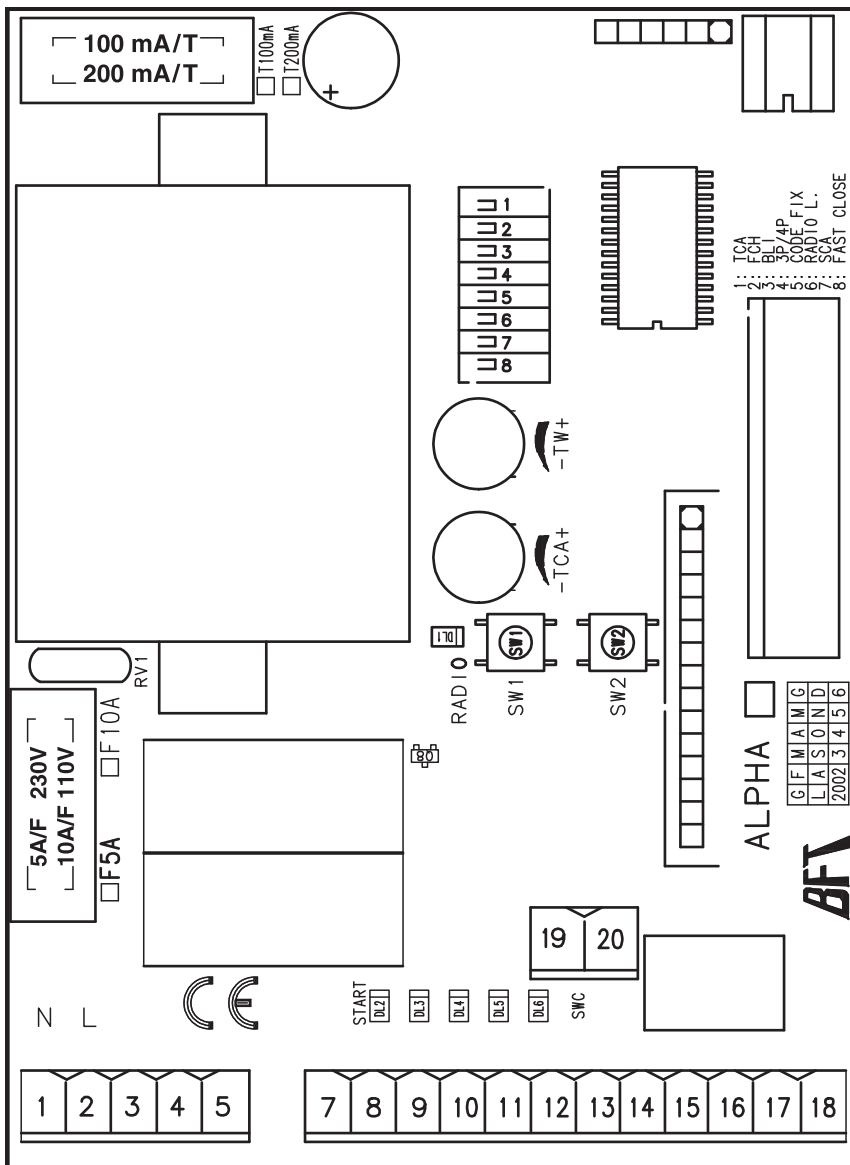 100 mA/T
200 mA/T
T100mA
T200mA
+
1
2
3
4
5
6
7
8
1: TCA
2: FCH
3: BLI
4: 3P/4P
5: CODE FIX
6: RADIO L.
7: SCA
8: FAST CLOSE
-TW+
-TCA+
DL1
RADIO
SW1
SW1
SW2
SW2
RV1
5A/F 230V
10A/F 110V
F10A
F5A
Q8
ALPHA
G F M A M G
L A S O N D
2002 3 4 5 6
BFT
19 20
N L
CE
START
DL2 DL3 DL4 DL5 DL6
SWC
1 2 3 4 5
7 8 9 10 11 12 13 14 15 16 17 18